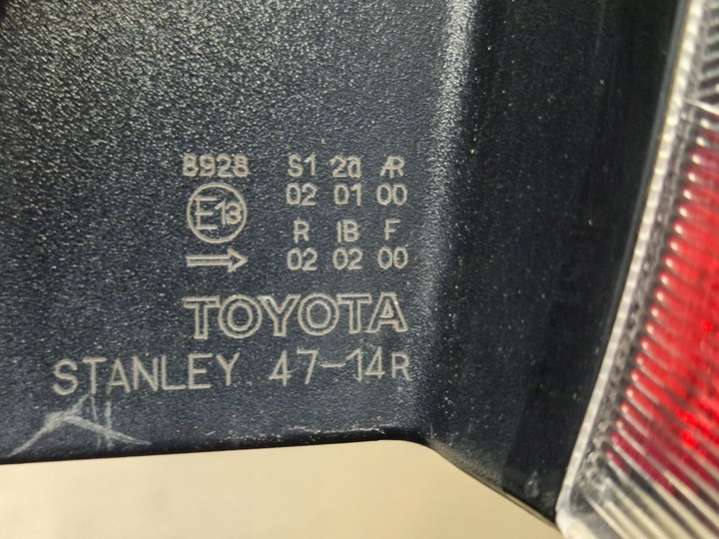 8928 S1 2a AR
02 01 00
E13
R IB F
→ 02 02 00
TOYOTA
STANLEY 47-14R